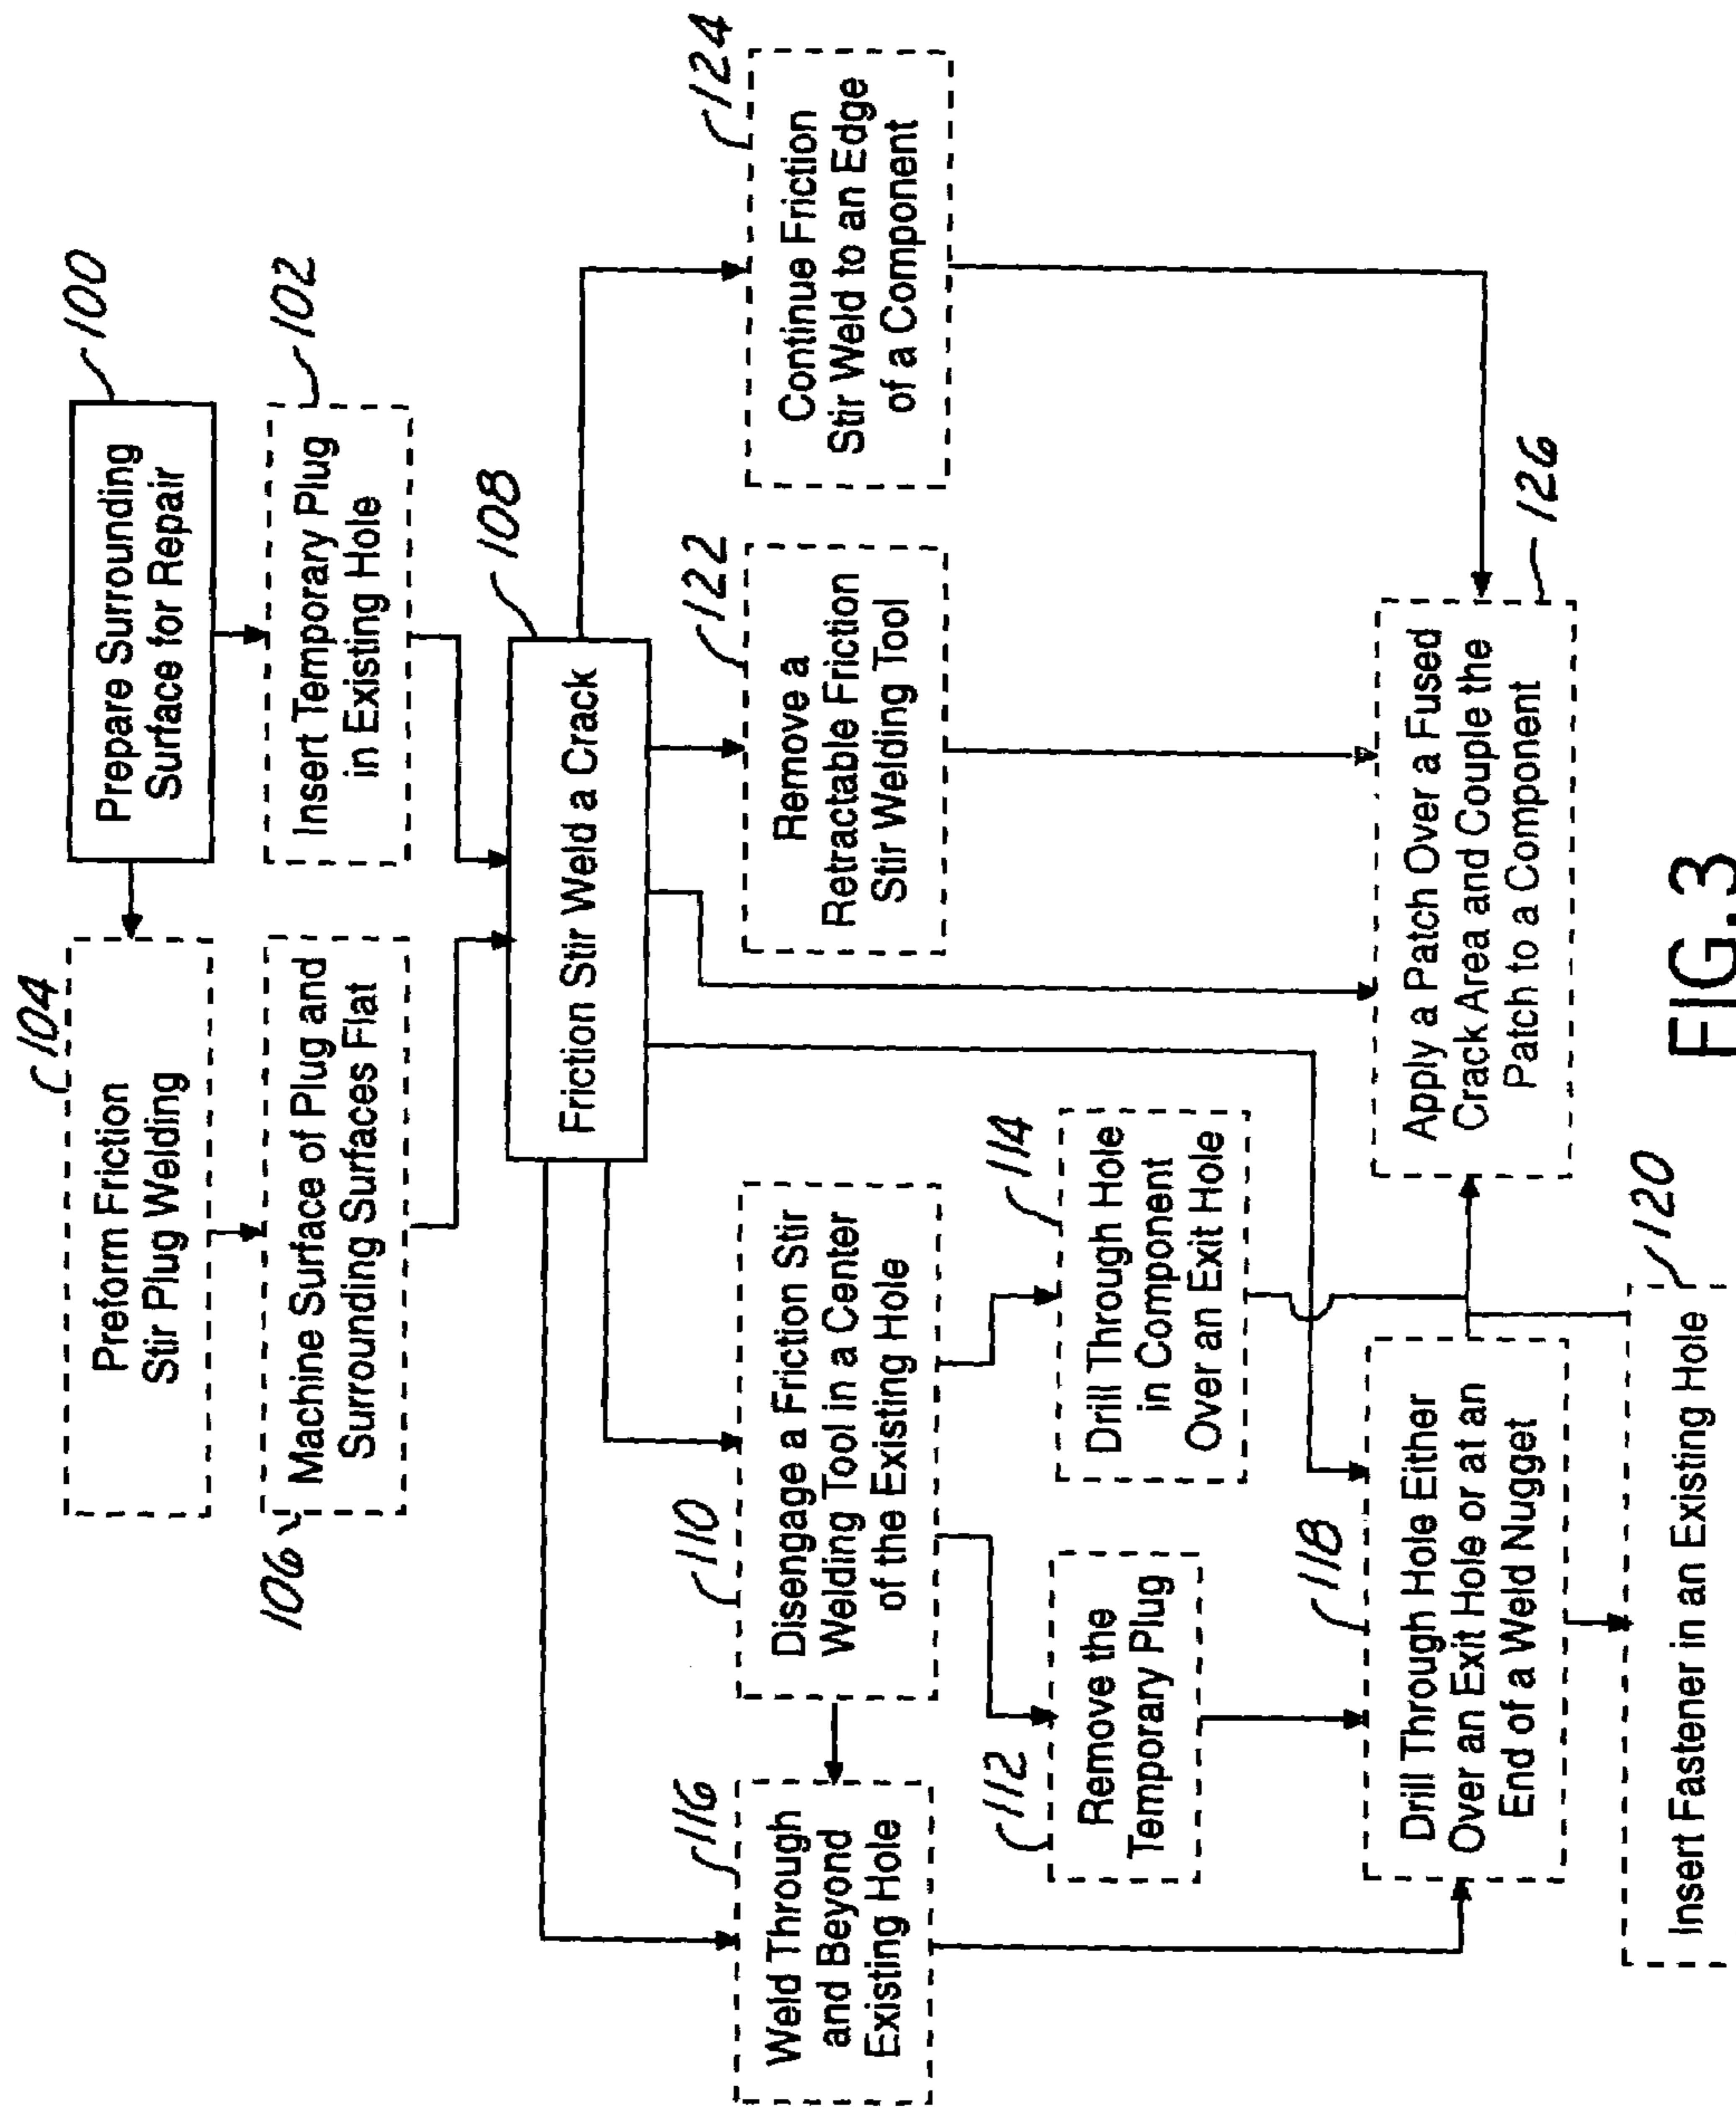 100
Prepare Surrounding
Surface for Repair
102
Insert Temporary Plug
in Existing Hole
104
Preform Friction
Stir Plug Welding
106
Machine Surface of Plug and
Surrounding Surfaces Flat
108
Friction Stir Weld a Crack
116
Weld Through
and Beyond
Existing Hole
110
Disengage a Friction Stir
Welding Tool in a Center
of the Existing Hole
122
Remove a
Retractable Friction
Stir Welding Tool
124
Continue Friction
Stir Weld to an Edge
of a Component
112
Remove the
Temporary Plug
114
Drill Through Hole
in Component
Over an Exit Hole
118
Drill Through Hole Either
Over an Exit Hole or at an
End of a Weld Nugget
126
Apply a Patch Over a Fused
Crack Area and Couple the
Patch to a Component
120
Insert Fastener in an Existing Hole
FIG.3